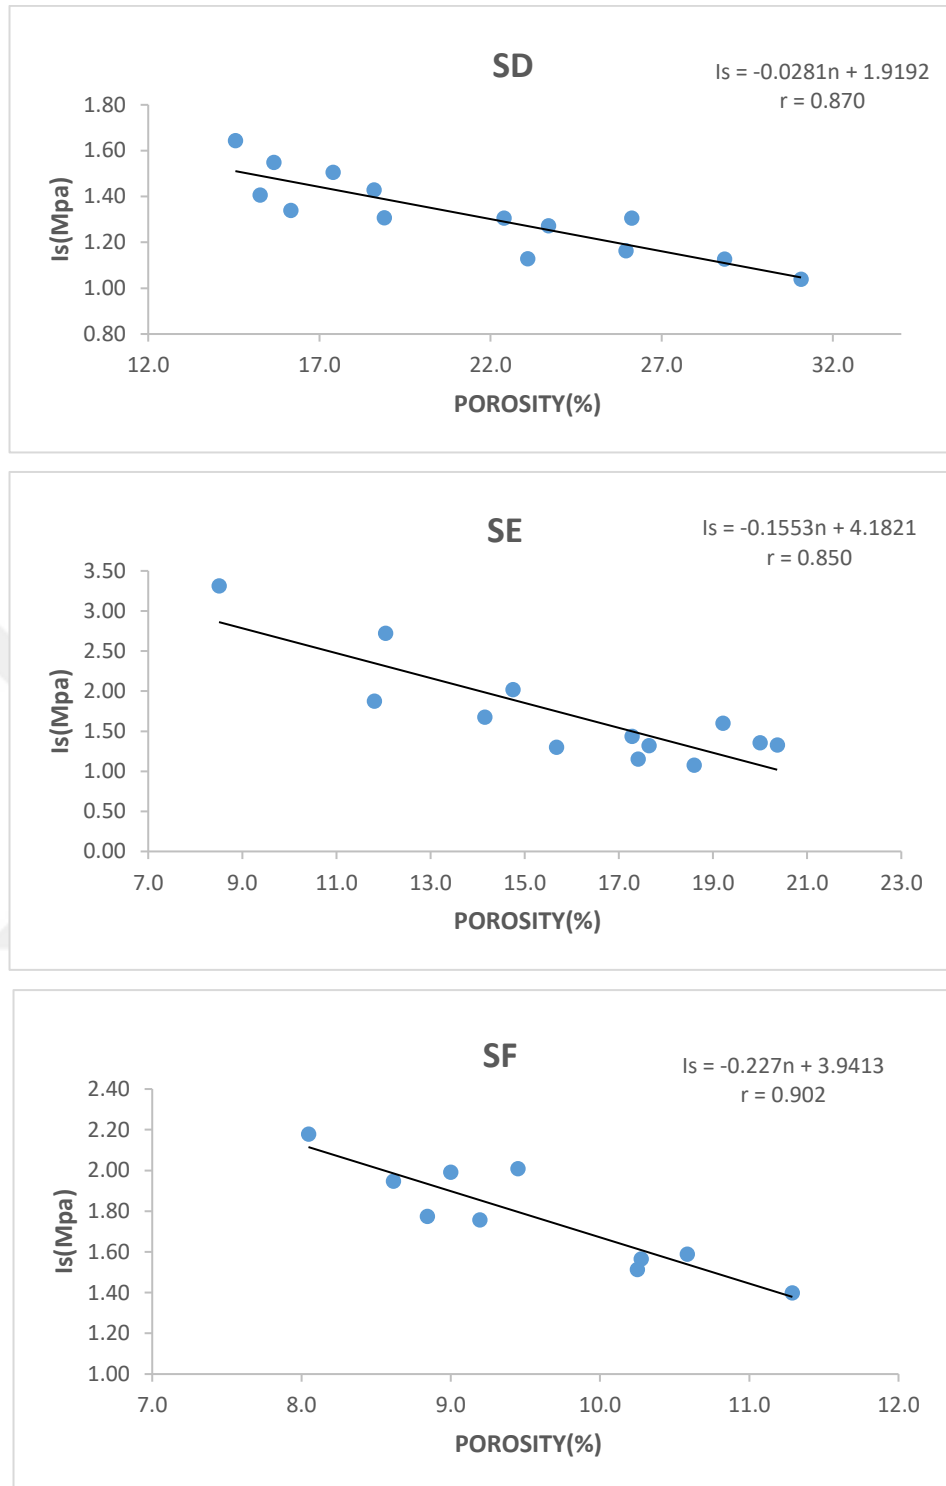 SD
Is = -0.0281n + 1.9192
r = 0.870
1.80
1.60
1.40
1.20
1.00
0.80
Is(Mpa)
12.0 17.0 22.0 27.0 32.0
POROSITY(%)
SE
Is = -0.1553n + 4.1821
r = 0.850
3.50
3.00
2.50
2.00
1.50
1.00
0.50
0.00
Is(Mpa)
7.0 9.0 11.0 13.0 15.0 17.0 19.0 21.0 23.0
POROSITY(%)
SF
Is = -0.227n + 3.9413
r = 0.902
2.40
2.20
2.00
1.80
1.60
1.40
1.20
1.00
Is(Mpa)
7.0 8.0 9.0 10.0 11.0 12.0
POROSITY(%)